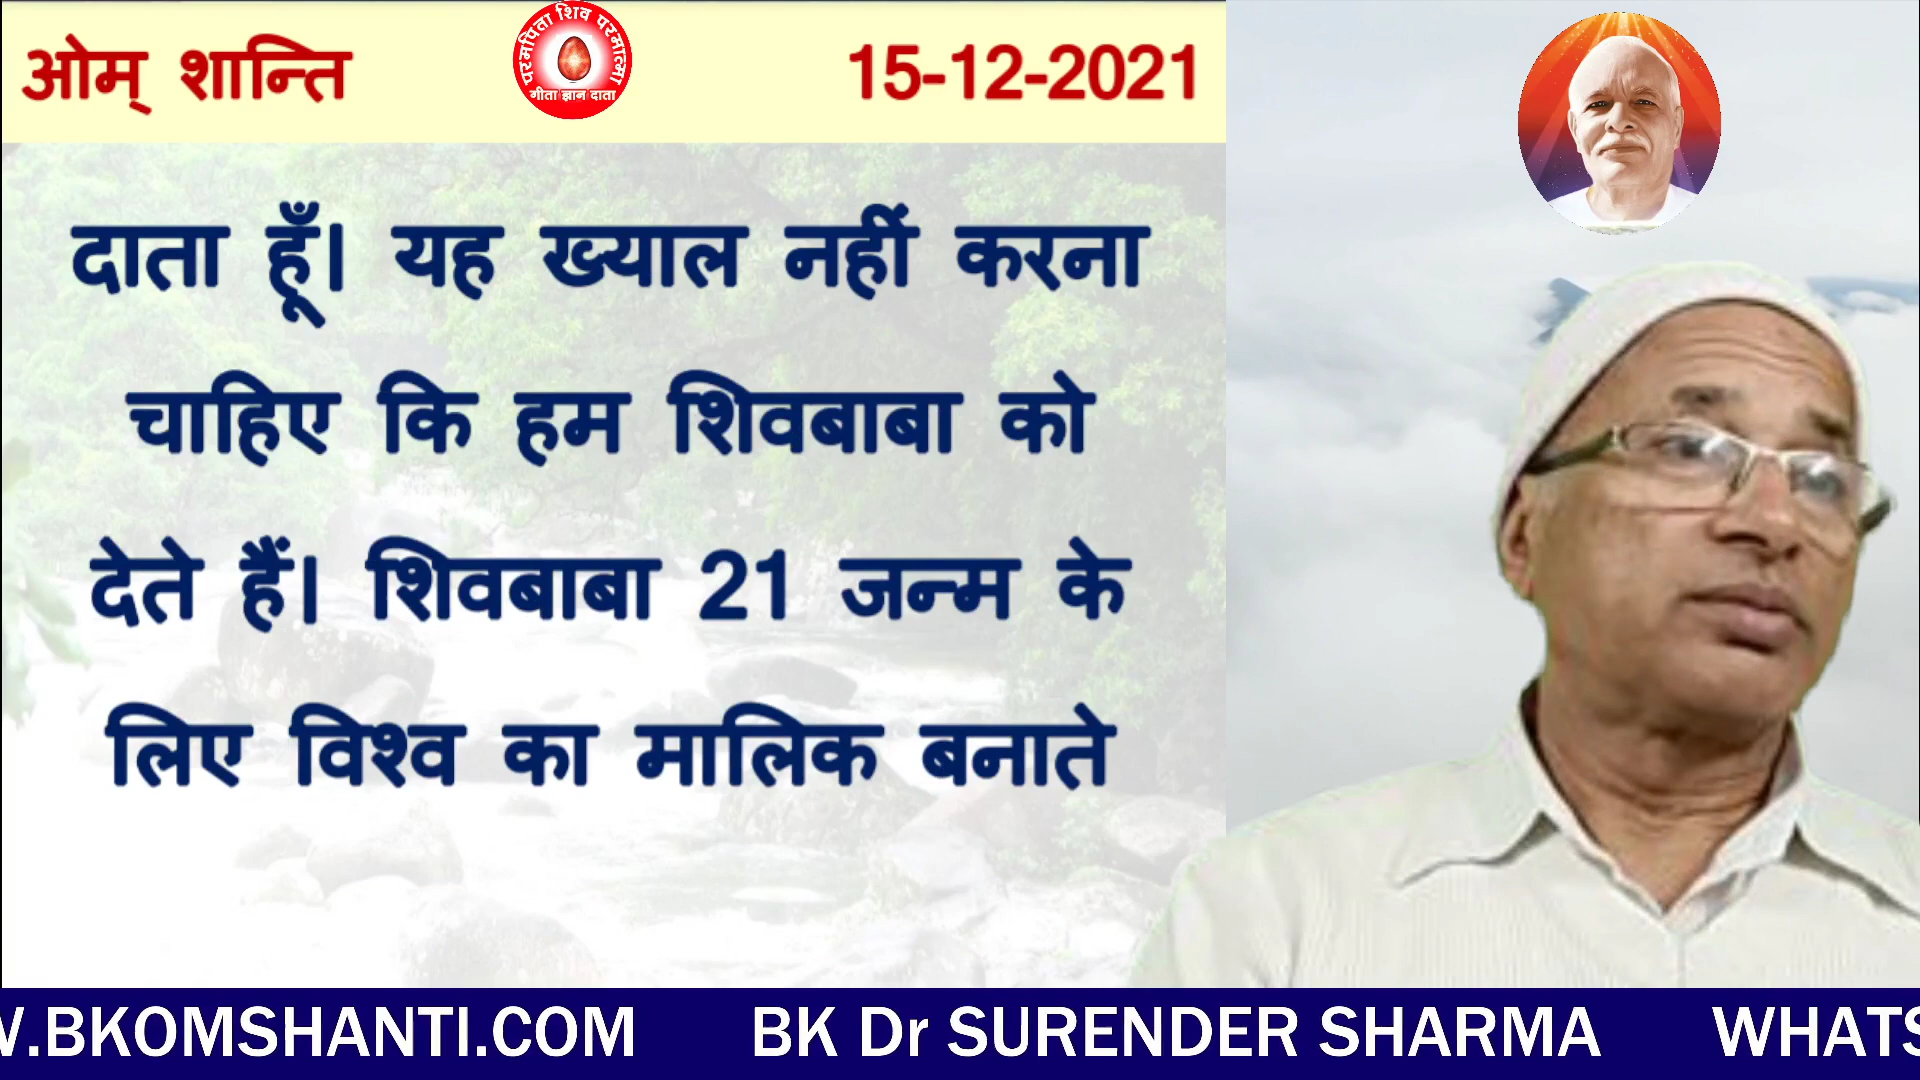 ओम् शान्ति
परमपिता शिव परमात्मा
गीता ज्ञान दाता
15-12-2021
दाता हूँ। यह ख्याल नहीं करना
चाहिए कि हम शिवबाबा को
देते हैं। शिवबाबा 21 जन्म के
लिए विश्व का मालिक बनाते
W.BKOMSHANTI.COM BK Dr SURENDER SHARMA WHATS